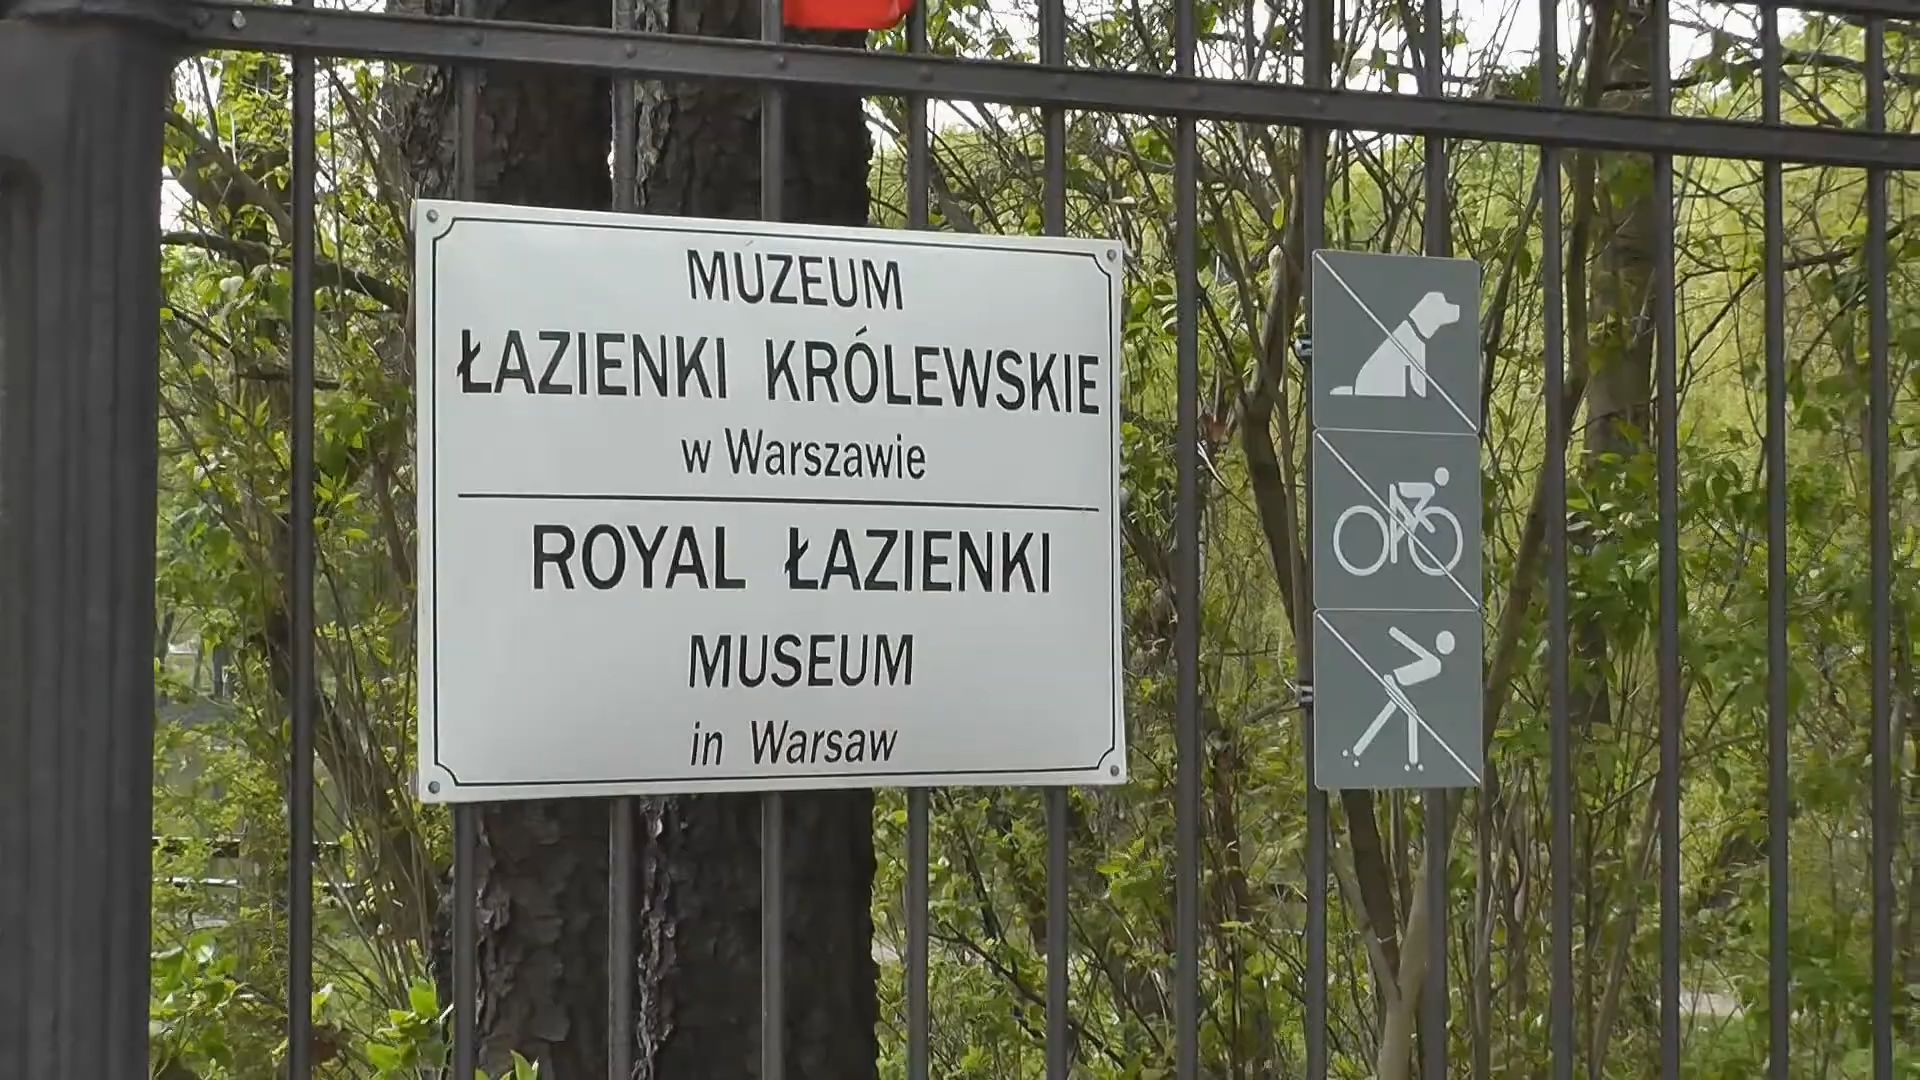 MUZEUM
ŁAZIENKI KRÓLEWSKIE
w Warszawie
ROYAL ŁAZIENKI
MUSEUM
in Warsaw